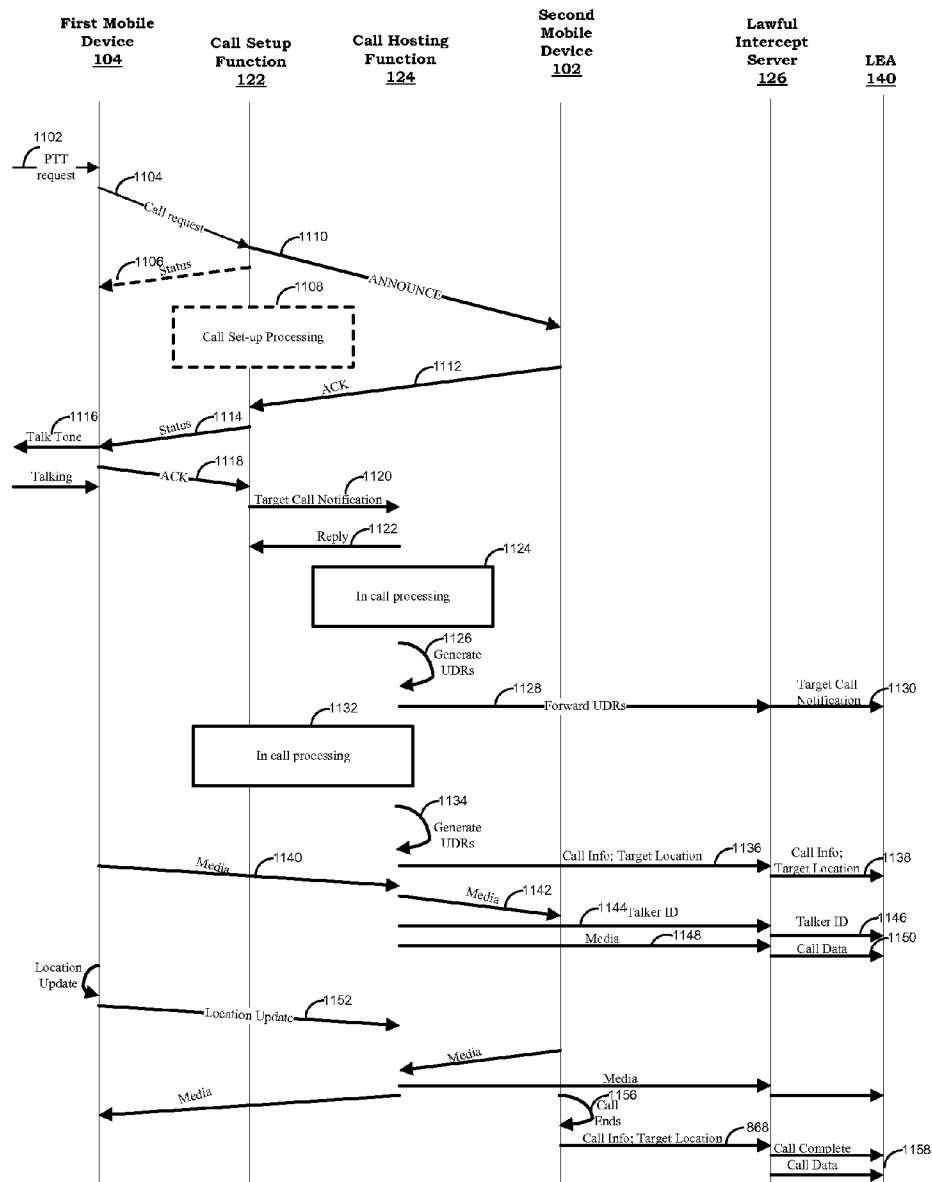 First Mobile
Device
104
Call Setup
Function
122
Call Hosting
Function
124
Second
Mobile
Device
102
Lawful
Intercept
Server
126
LEA
140
1102
PTT
request
1104
Call request
1110
ANNOUNCE
1106
Status
1108
Call Set-up Processing
1112
ACK
1116
Talk Tone
1114
Status
Talking
1118
ACK
1120
Target Call Notification
1122
Reply
1124
In call processing
1126
Generate
UDRs
1128
Forward UDRs
Target Call
Notification
1130
1132
In call processing
1134
Generate
UDRs
1136
Call Info; Target Location
Call Info;
Target Location
1138
Media
1140
Media
1142
1144
Talker ID
Talker ID
1146
Media
1148
Call Data
1150
Location
Update
1152
Location Update
Media
Media
Media
1156
Call
Ends
Call Info; Target Location
868
Call Complete
1158
Call Data